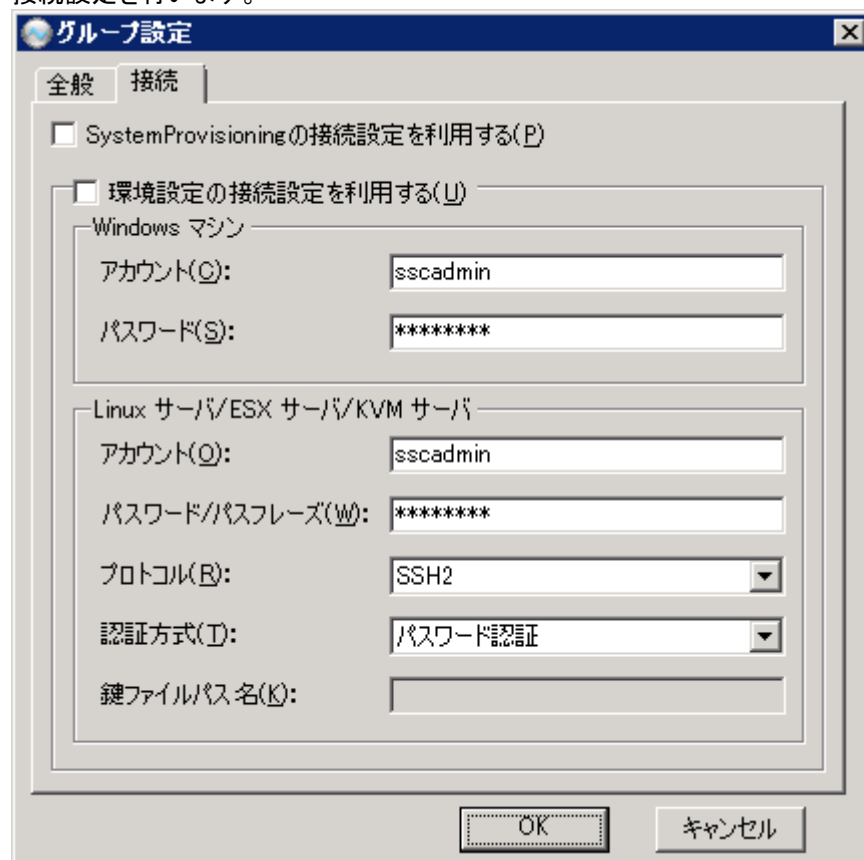 接続設定を行います。
グループ設定
全般 接続
SystemProvisioningの接続設定を利用する(P)
環境設定の接続設定を利用する(U)
Windows マシン
アカウント(C): sscadmin
パスワード(S): ********
Linux サーバ/ESX サーバ/KVM サーバ
アカウント(O): sscadmin
パスワード/パスフレーズ(W): ********
プロトコル(R): SSH2
認証方式(T): パスワード認証
鍵ファイルパス名(K):
OK キャンセル